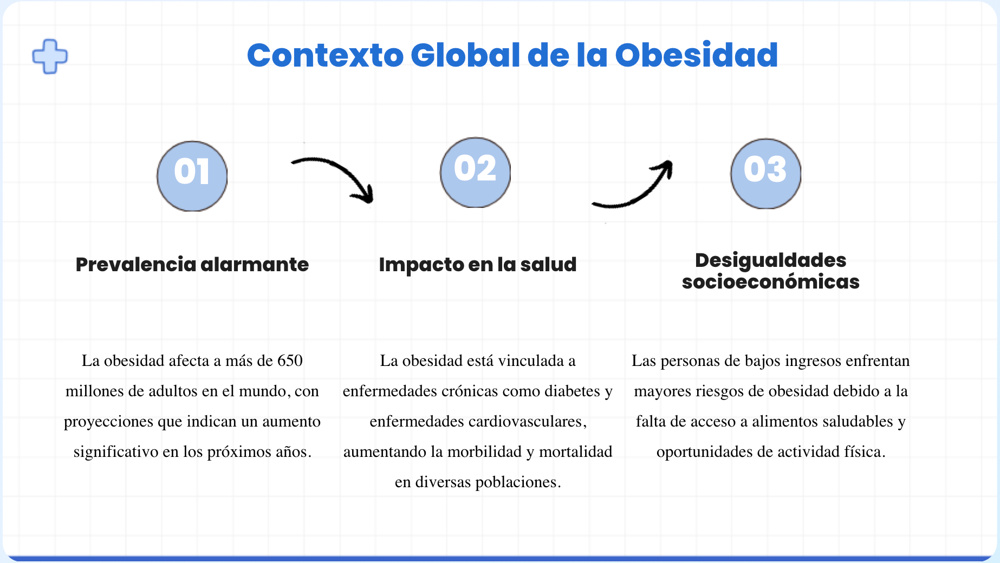 Contexto Global de la Obesidad
01
02
03
Prevalencia alarmante
Impacto en la salud
Desigualdades
socioeconómicas
La obesidad afecta a más de 650
millones de adultos en el mundo, con
proyecciones que indican un aumento
significativo en los próximos años.
La obesidad está vinculada a
enfermedades crónicas como diabetes y
enfermedades cardiovasculares,
aumentando la morbilidad y mortalidad
en diversas poblaciones.
Las personas de bajos ingresos enfrentan
mayores riesgos de obesidad debido a la
falta de acceso a alimentos saludables y
oportunidades de actividad física.